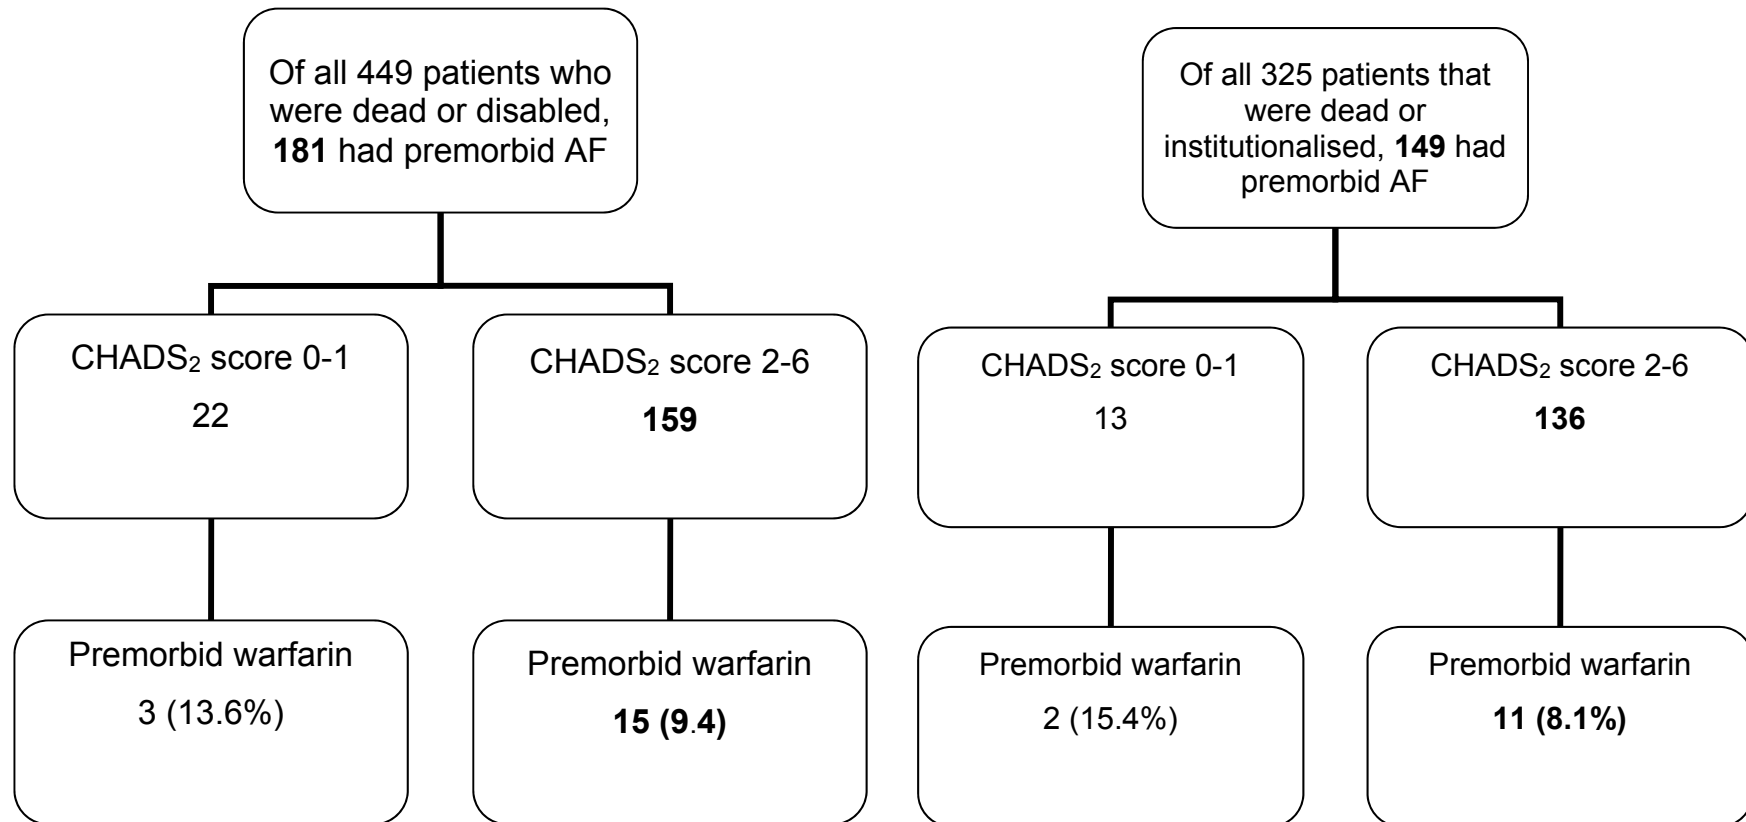 Of all 449 patients who
were dead or disabled,
181 had premorbid AF
CHADS₂ score 0-1
22
CHADS₂ score 2-6
159
Premorbid warfarin
3 (13.6%)
Premorbid warfarin
15 (9.4)
Of all 325 patients that
were dead or
institutionalised, 149 had
premorbid AF
CHADS₂ score 0-1
13
CHADS₂ score 2-6
136
Premorbid warfarin
2 (15.4%)
Premorbid warfarin
11 (8.1%)